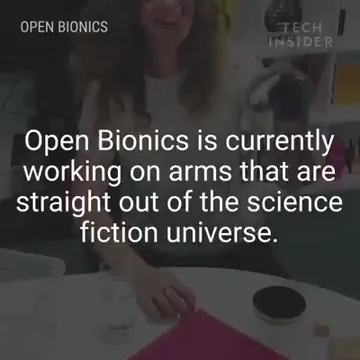 OPEN BIONICS
TECH
INSIDER
Open Bionics is currently
working on arms that are
straight out of the science
fiction universe.